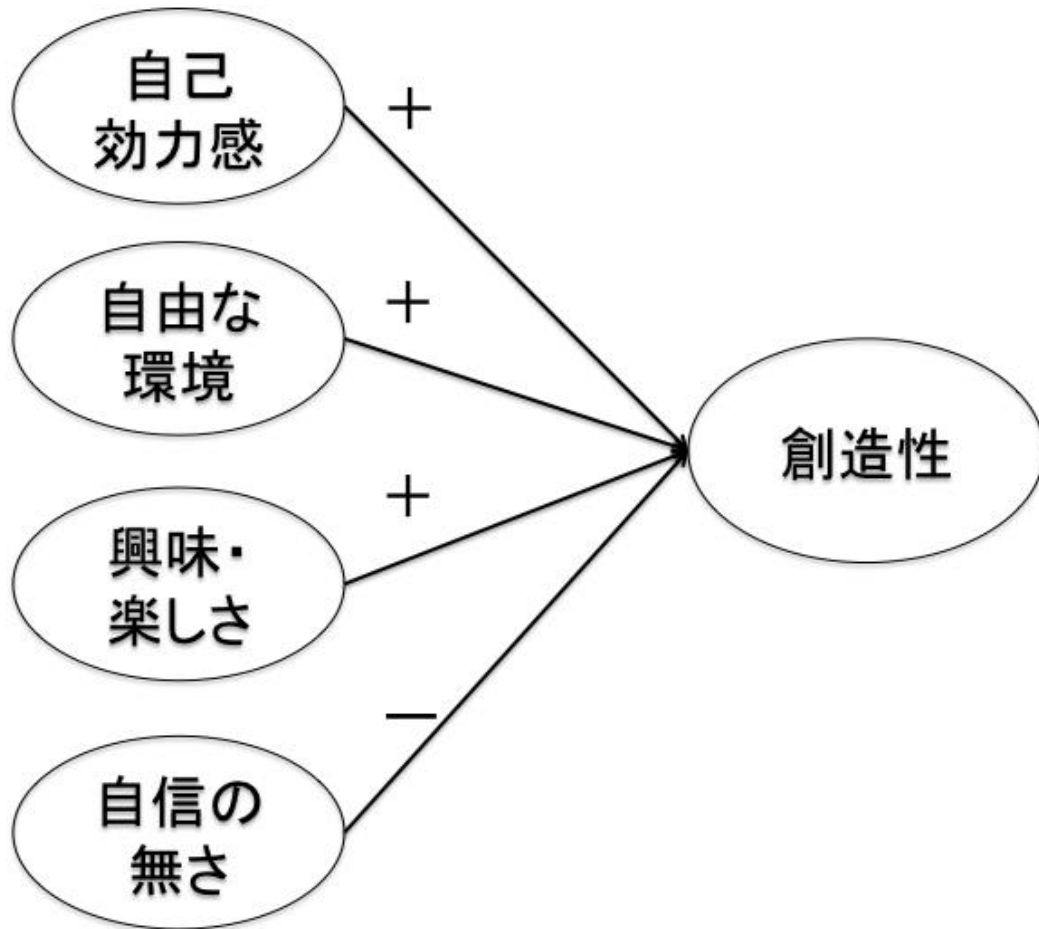 自己
効力感
+
自由な
環境
+
創造性
興味・
楽しさ
+
自信の
無さ
−